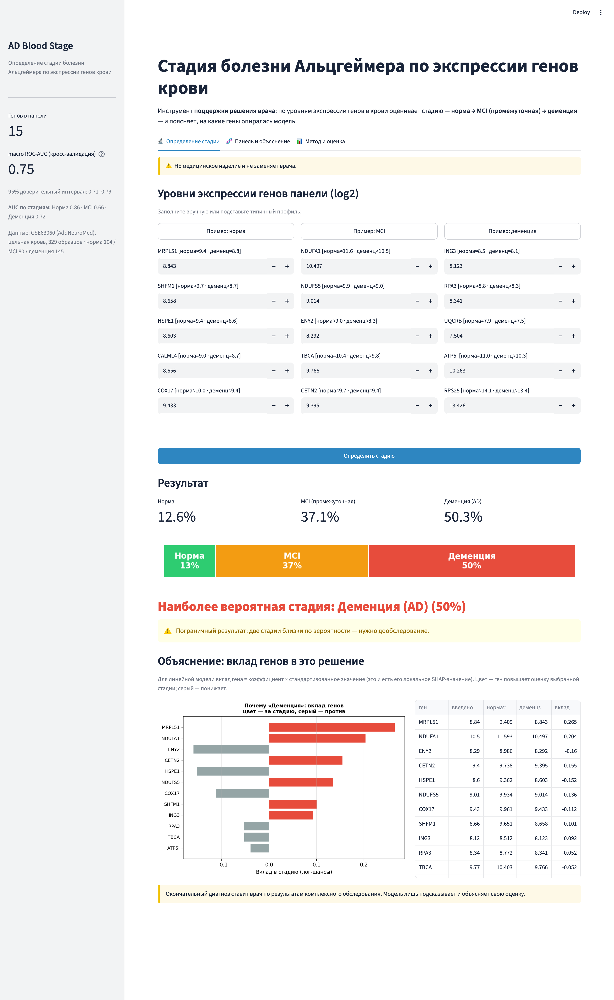 Deploy
AD Blood Stage
Определение стадии болезни
Альцгеймера по экспрессии генов крови
Генов в панели
15
macro ROC-AUC (кросс-валидация)
0.75
95% доверительный интервал: 0.71–0.79
AUC по стадиям: Норма 0.86 · MCI 0.66 ·
Деменция 0.72
Данные: GSE63060 (AddNeuroMed),
цельная кровь, 329 образцов · норма 104 /
MCI 80 / деменция 145
Стадия болезни Альцгеймера по экспрессии генов
крови
Инструмент поддержки решения врача: по уровням экспрессии генов в крови оценивает стадию — норма → MCI (промежуточная) → деменция
— и поясняет, на какие гены опиралась модель.
Определение стадии
Панель и объяснение
Метод и оценка
НЕ медицинское изделие и не заменяет врача.
Уровни экспрессии генов панели (log2)
Заполните вручную или подставьте типичный профиль:
Пример: норма
Пример: MCI
Пример: деменция
MRPL51 [норма≈9.4 · деменц≈8.8]
NDUFA1 [норма≈11.6 · деменц≈10.5]
ING3 [норма≈8.5 · деменц≈8.1]
8.843 − +
10.497 − +
8.123 − +
SHFM1 [норма≈9.7 · деменц≈8.7]
NDUFS5 [норма≈9.9 · деменц≈9.0]
RPA3 [норма≈8.8 · деменц≈8.3]
8.658 − +
9.014 − +
8.341 − +
HSPE1 [норма≈9.4 · деменц≈8.6]
ENY2 [норма≈9.0 · деменц≈8.3]
UQCRB [норма≈7.9 · деменц≈7.5]
8.603 − +
8.292 − +
7.504 − +
CALML4 [норма≈9.0 · деменц≈8.7]
TBCA [норма≈10.4 · деменц≈9.8]
ATP5I [норма≈11.0 · деменц≈10.3]
8.656 − +
9.766 − +
10.263 − +
COX17 [норма≈10.0 · деменц≈9.4]
CETN2 [норма≈9.7 · деменц≈9.4]
RPS25 [норма≈14.1 · деменц≈13.4]
9.433 − +
9.395 − +
13.426 − +
Определить стадию
Результат
Норма
MCI (промежуточная)
Деменция (AD)
12.6%
37.1%
50.3%
Норма
13%
MCI
37%
Деменция
50%
Наиболее вероятная стадия: Деменция (AD) (50%)
Пограничный результат: две стадии близки по вероятности — нужно дообследование.
Объяснение: вклад генов в это решение
Для линейной модели вклад гена = коэффициент × стандартизованное значение (это и есть его локальное SHAP-значение). Цвет — ген повышает оценку выбранной
стадии; серый — понижает.
Почему «Деменция»: вклад генов
цвет — за стадию, серый — против
MRPL51
NDUFA1
ENY2
CETN2
HSPE1
NDUFS5
COX17
SHFM1
ING3
RPA3
TBCA
ATP5I
−0.1 0.0 0.1 0.2
Вклад в стадию (лог-шансы)
ген введено норма≈ деменц≈ вклад
MRPL51 8.84 9.409 8.843 0.265
NDUFA1 10.5 11.593 10.497 0.204
ENY2 8.29 8.986 8.292 -0.16
CETN2 9.4 9.738 9.395 0.155
HSPE1 8.6 9.362 8.603 -0.152
NDUFS5 9.01 9.934 9.014 0.136
COX17 9.43 9.961 9.433 -0.112
SHFM1 8.66 9.651 8.658 0.101
ING3 8.12 8.512 8.123 0.092
RPA3 8.34 8.772 8.341 -0.052
TBCA 9.77 10.403 9.766 -0.052
Окончательный диагноз ставит врач по результатам комплексного обследования. Модель лишь подсказывает и объясняет свою оценку.